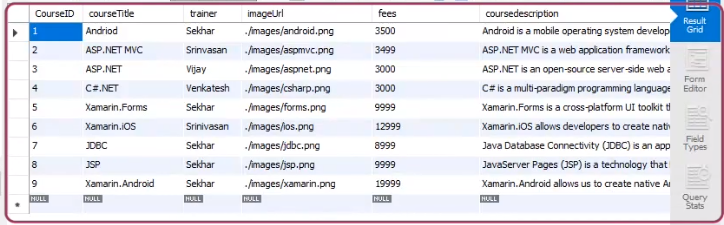 CourseID courseTitle trainer imageUrl fees coursedescription
1 Andriod Sekhar ./images/android.png 3500 Android is a mobile operating system develop
2 ASP.NET MVC Srinvasan ./images/aspmvc.png 3499 ASP.NET MVC is a web application framework
3 ASP.NET Vijay ./images/aspnet.png 3000 ASP.NET is an open-source server-side web a
4 C#.NET Venkatesh ./images/csharp.png 3000 C# is a multi-paradigm programming language
5 Xamarin.Forms Sekhar ./images/forms.png 9999 Xamarin.Forms is a cross-platform UI toolkit th
6 Xamarin.iOS Srinivasan ./images/ios.png 12999 Xamarin.iOS allows developers to create nativ
7 JDBC Sekhar ./images/jdbc.png 8999 Java Database Connectivity (JDBC) is an app
8 JSP Sekhar ./images/jsp.png 9999 JavaServer Pages (JSP) is a technology that
9 Xamarin.Android Sekhar ./images/xamarin.png 19999 Xamarin.Android allows us to create native A
NULL NULL NULL NULL NULL NULL
Result
Grid
Form
Editor
Field
Types
Query
Stats